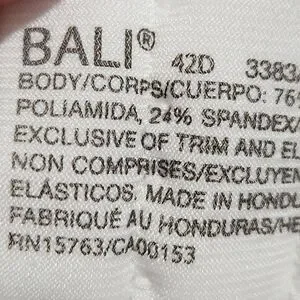 BALI® 42D 3383
BODY/CORPS/CUERPO: 76
POLIAMIDA, 24% SPANDEX/
EXCLUSIVE OF TRIM AND EL
NON COMPRISES/EXCLUYEN
ELÁSTICOS. MADE IN HONDU
FABRIQUÉ AU HONDURAS/HE
RN15763/CA00153